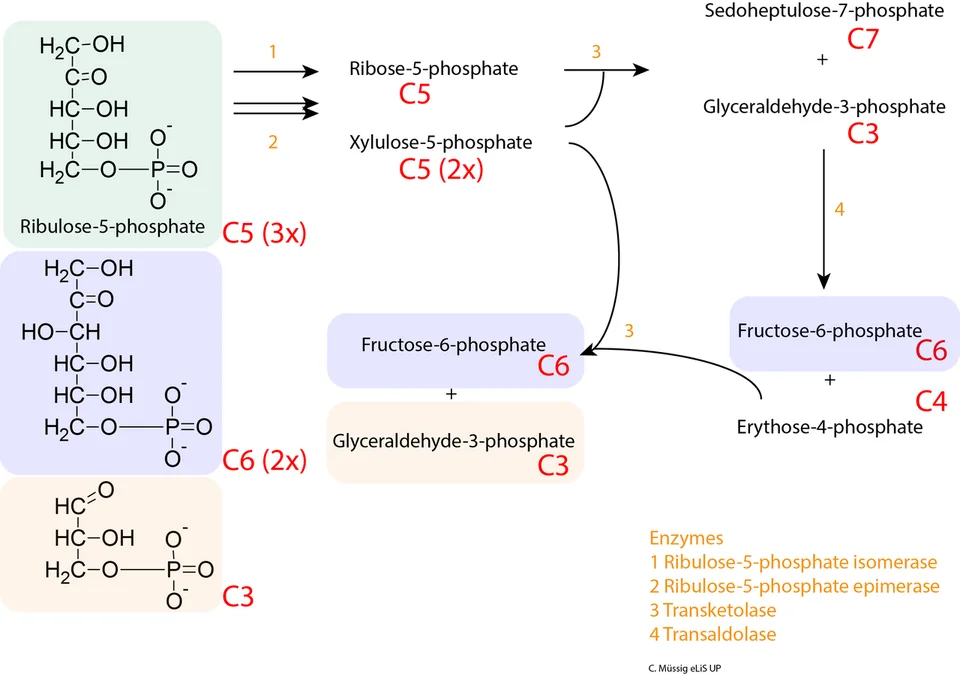 H2C–OH
C=O
HC–OH
HC–OH
H2C–O–P=O
O-
O-
Ribulose-5-phosphate
C5 (3x)
H2C–OH
C=O
HO–CH
HC–OH
HC–OH
H2C–O–P=O
O-
O-
C6 (2x)
HC=O
HC–OH
H2C–O–P=O
O-
O-
C3
1
2
Ribose-5-phosphate
C5
Xylulose-5-phosphate
C5 (2x)
3
Sedoheptulose-7-phosphate
C7
+
Glyceraldehyde-3-phosphate
C3
4
Fructose-6-phosphate
C6
+
C4
Erythose-4-phosphate
3
Fructose-6-phosphate
C6
+
Glyceraldehyde-3-phosphate
C3
Enzymes
1 Ribulose-5-phosphate isomerase
2 Ribulose-5-phosphate epimerase
3 Transketolase
4 Transaldolase
C. Müssig eLiS UP